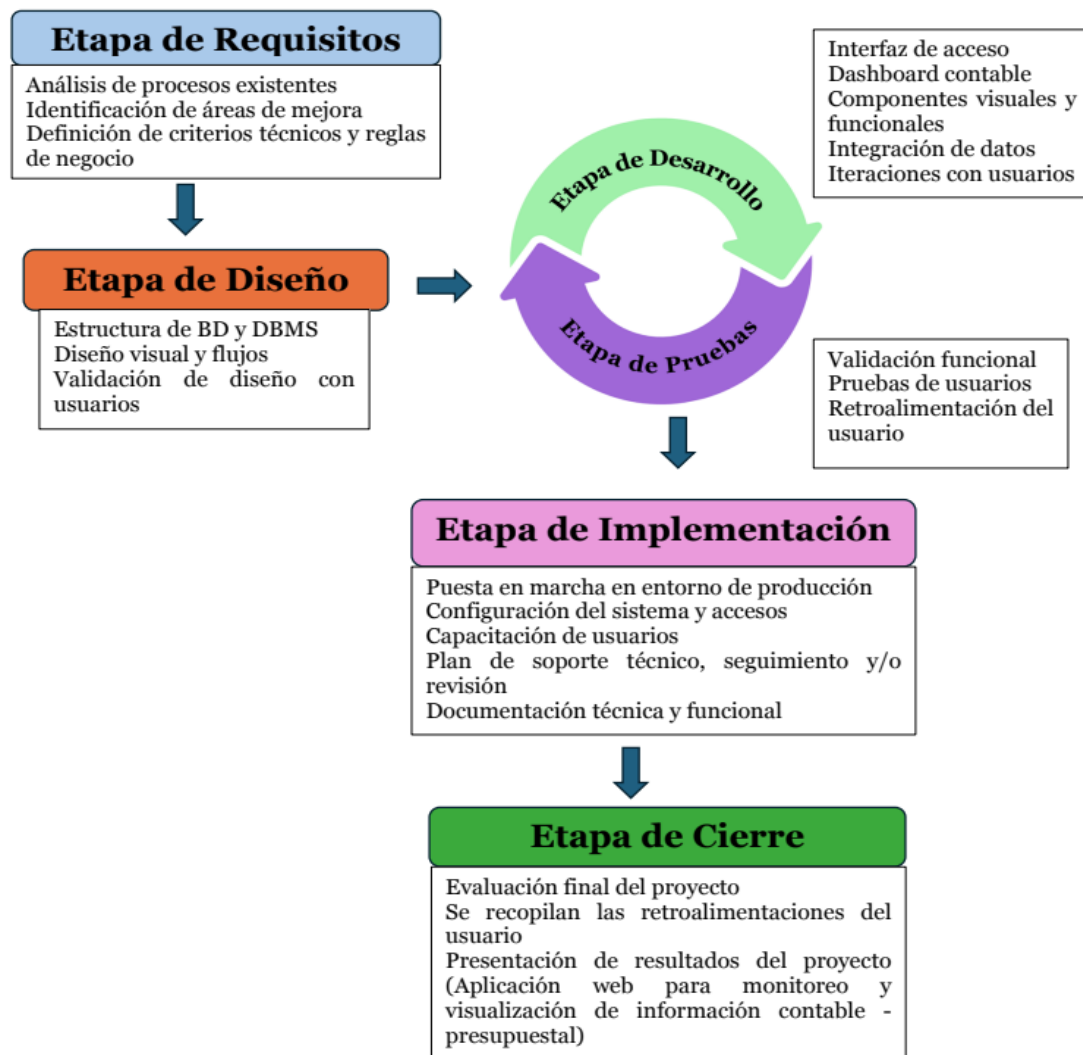 Etapa de Requisitos
Análisis de procesos existentes
Identificación de áreas de mejora
Definición de criterios técnicos y reglas
de negocio
Etapa de Diseño
Estructura de BD y DBMS
Diseño visual y flujos
Validación de diseño con
usuarios
Etapa de Desarrollo
Interfaz de acceso
Dashboard contable
Componentes visuales y
funcionales
Integración de datos
Iteraciones con usuarios
Etapa de Pruebas
Validación funcional
Pruebas de usuarios
Retroalimentación del
usuario
Etapa de Implementación
Puesta en marcha en entorno de producción
Configuración del sistema y accesos
Capacitación de usuarios
Plan de soporte técnico, seguimiento y/o
revisión
Documentación técnica y funcional
Etapa de Cierre
Evaluación final del proyecto
Se recopilan las retroalimentaciones del
usuario
Presentación de resultados del proyecto
(Aplicación web para monitoreo y
visualización de información contable -
presupuestal)